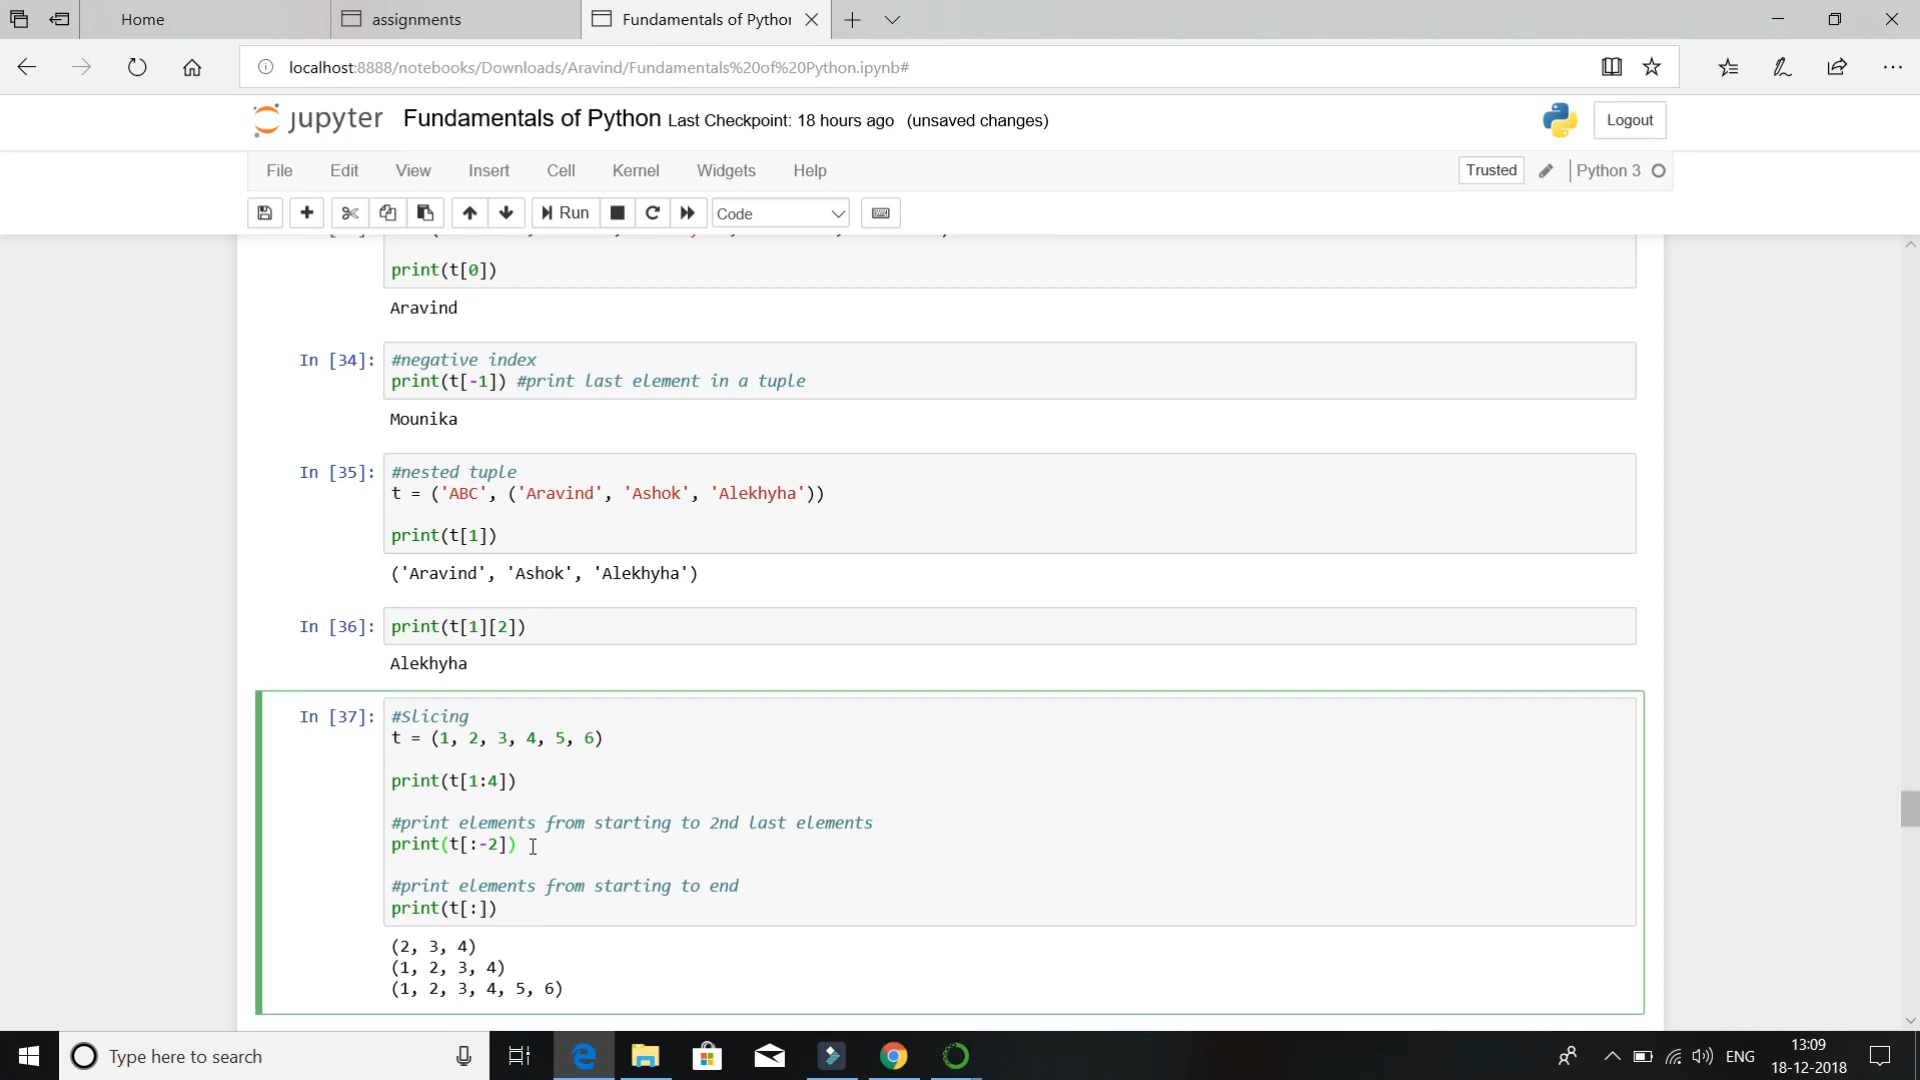 Home
assignments
Fundamentals of Pythor
localhost:8888/notebooks/Downloads/Aravind/Fundamentals%20of%20Python.ipynb#
jupyter Fundamentals of Python Last Checkpoint: 18 hours ago (unsaved changes)
Logout
File Edit View Insert Cell Kernel Widgets Help
Trusted Python 3
Run Code
print(t[0])
Aravind
In [34]: #negative index
print(t[-1]) #print last element in a tuple
Mounika
In [35]: #nested tuple
t = ('ABC', ('Aravind', 'Ashok', 'Alekhyha'))
print(t[1])
('Aravind', 'Ashok', 'Alekhyha')
In [36]: print(t[1][2])
Alekhyha
In [37]: #Slicing
t = (1, 2, 3, 4, 5, 6)
print(t[1:4])
#print elements from starting to 2nd last elements
print(t[:-2])
#print elements from starting to end
print(t[:])
(2, 3, 4)
(1, 2, 3, 4)
(1, 2, 3, 4, 5, 6)
Type here to search
ENG
13:09
18-12-2018